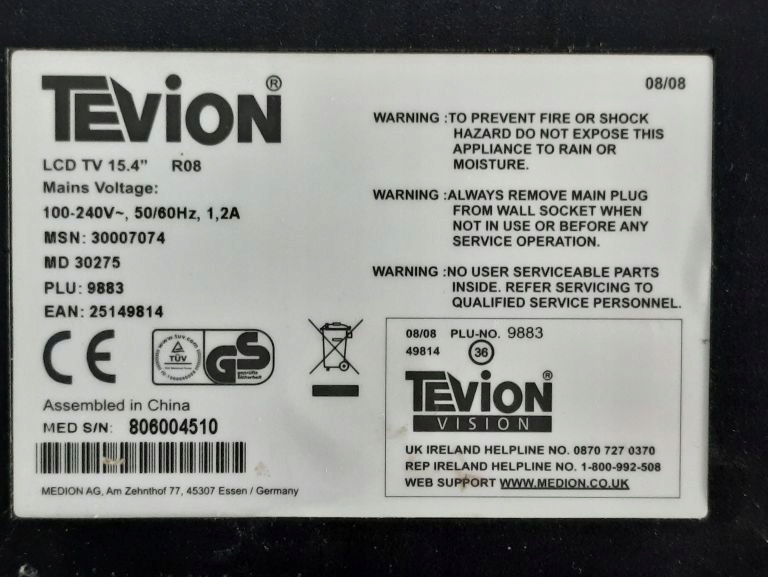 TEVION®
LCD TV 15.4" R08
Mains Voltage:
100-240V~, 50/60Hz, 1,2A
MSN: 30007074
MD 30275
PLU: 9883
EAN: 25149814
CE
TÜV
GS
geprüfte
Sicherheit
Assembled in China
MED S/N: 806004510
MEDION AG, Am Zehnthof 77, 45307 Essen / Germany
08/08
WARNING :TO PREVENT FIRE OR SHOCK
HAZARD DO NOT EXPOSE THIS
APPLIANCE TO RAIN OR
MOISTURE.
WARNING :ALWAYS REMOVE MAIN PLUG
FROM WALL SOCKET WHEN
NOT IN USE OR BEFORE ANY
SERVICE OPERATION.
WARNING :NO USER SERVICEABLE PARTS
INSIDE. REFER SERVICING TO
QUALIFIED SERVICE PERSONNEL.
08/08 PLU-NO. 9883
49814 36
TEVION®
VISION
UK IRELAND HELPLINE NO. 0870 727 0370
REP IRELAND HELPLINE NO. 1-800-992-508
WEB SUPPORT WWW.MEDION.CO.UK